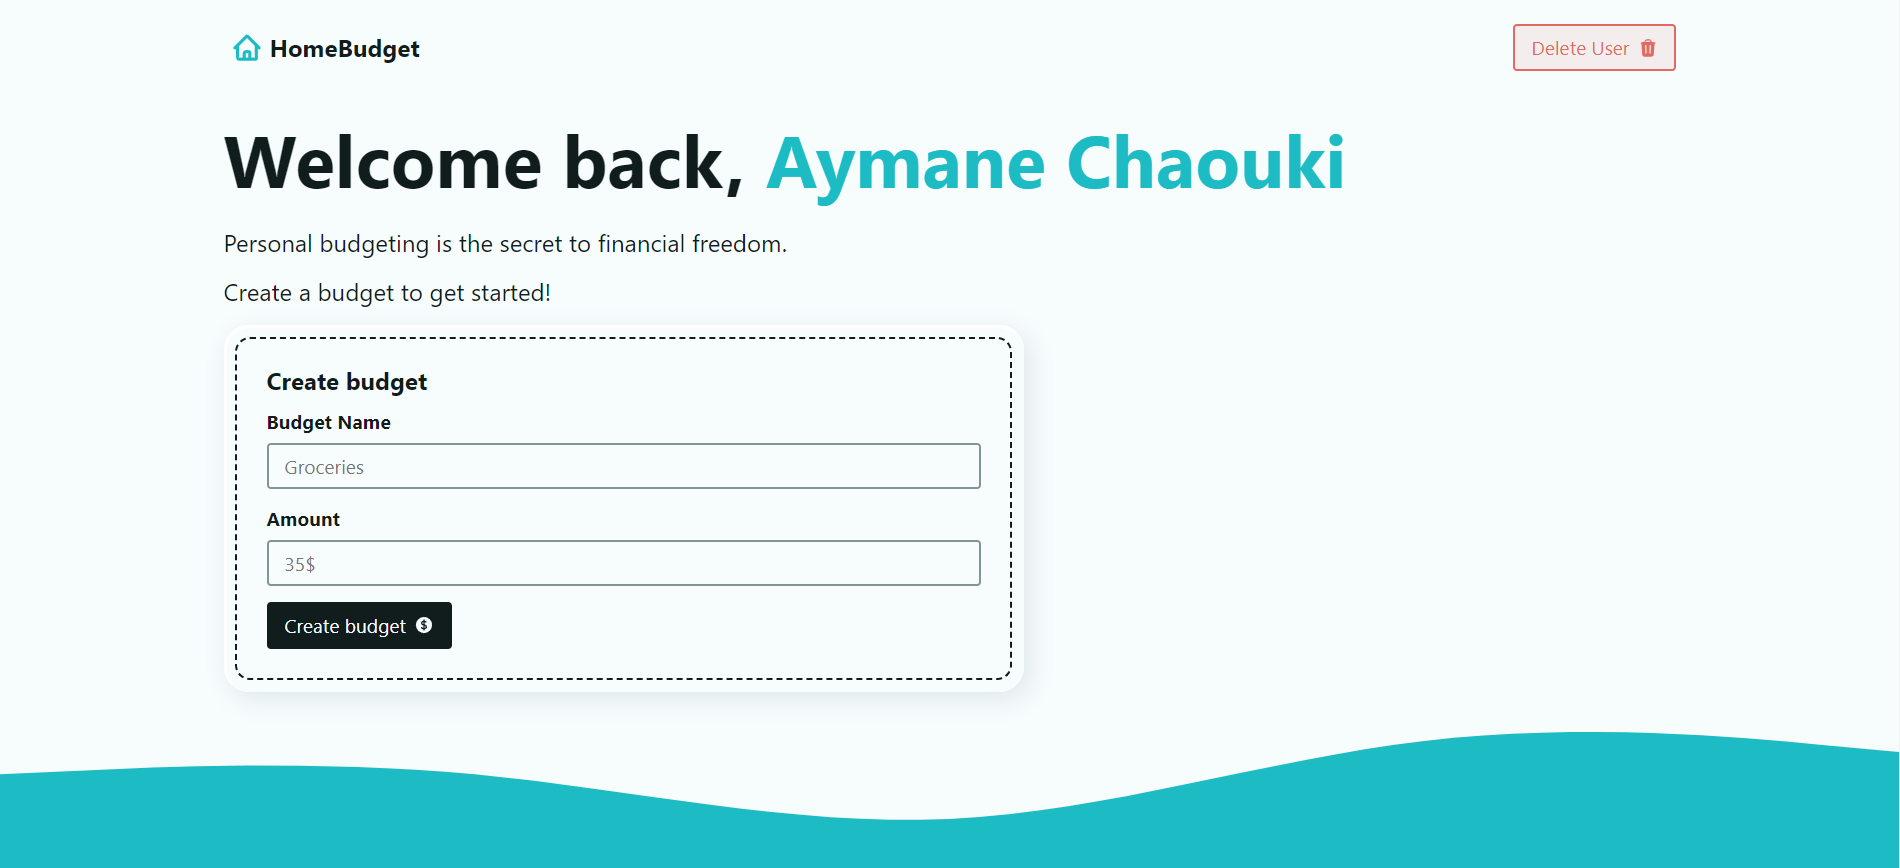 HomeBudget
Delete User
Welcome back, Aymane Chaouki
Personal budgeting is the secret to financial freedom.
Create a budget to get started!
Create budget
Budget Name
Groceries
Amount
35$
Create budget $